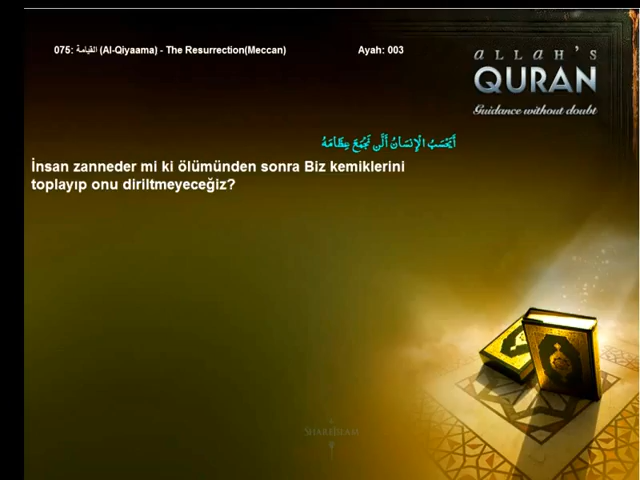 075: القيامة (Al-Qiyaama) - The Resurrection(Meccan) Ayah: 003
ALLAH'S
QURAN
Guidance without doubt
أَيَحْسَبُ الْإِنسَانُ أَلَّن نَّجْمَعَ عِظَامَهُ
İnsan zanneder mi ki ölümünden sonra Biz kemiklerini
toplayıp onu diriltmeyeceğiz?
SHAREISLAM